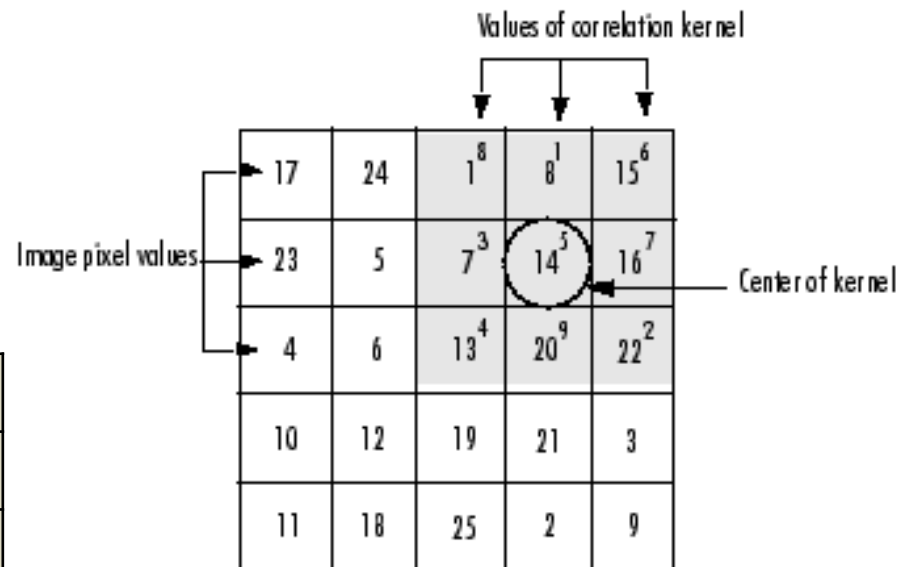 Values of correlation kernel
17 24 1 8 8 1 15 6
Image pixel values 23 5 7 3 14 5 16 7 Center of kernel
4 6 13 4 20 9 22 2
10 12 19 21 3
11 18 25 2 9